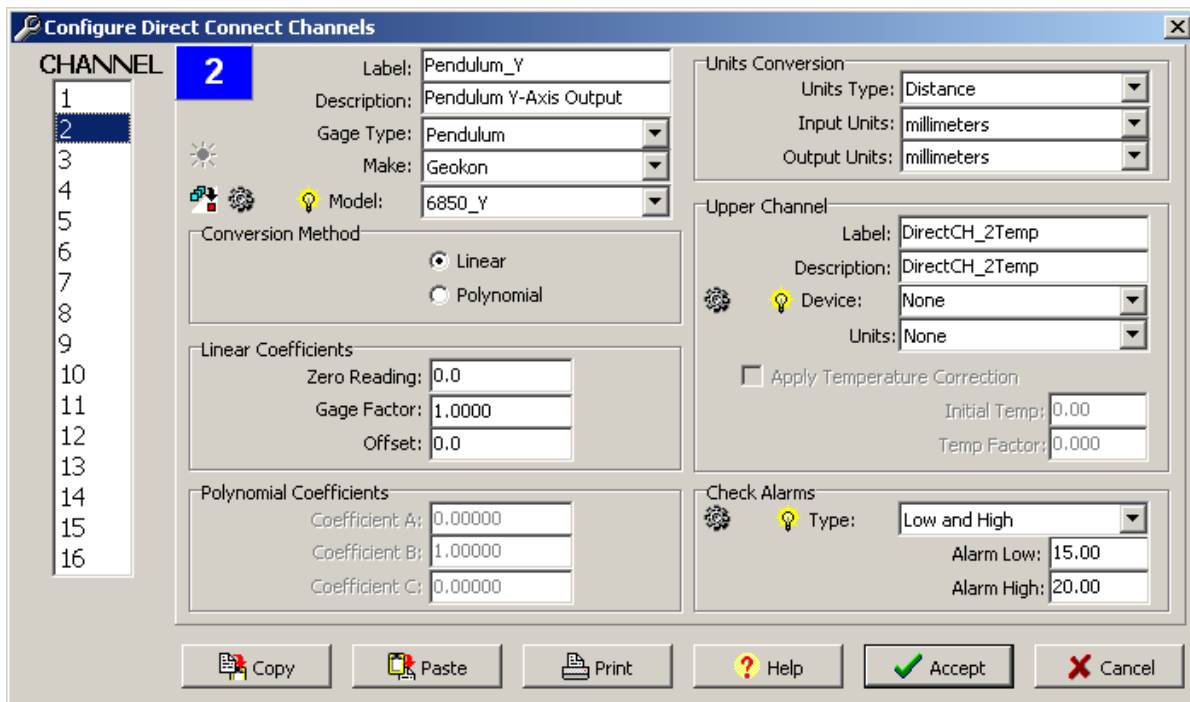 Configure Direct Connect Channels
CHANNEL
1
2
3
4
5
6
7
8
9
10
11
12
13
14
15
16
2
Label: Pendulum_Y
Description: Pendulum Y-Axis Output
Gage Type: Pendulum
Make: Geokon
Model: 6850_Y
Conversion Method
Linear
Polynomial
Linear Coefficients
Zero Reading: 0.0
Gage Factor: 1.0000
Offset: 0.0
Polynomial Coefficients
Coefficient A: 0.00000
Coefficient B: 1.00000
Coefficient C: 0.00000
Units Conversion
Units Type: Distance
Input Units: millimeters
Output Units: millimeters
Upper Channel
Label: DirectCH_2Temp
Description: DirectCH_2Temp
Device: None
Units: None
Apply Temperature Correction
Initial Temp: 0.00
Temp Factor: 0.000
Check Alarms
Type: Low and High
Alarm Low: 15.00
Alarm High: 20.00
Copy
Paste
Print
? Help
Accept
Cancel